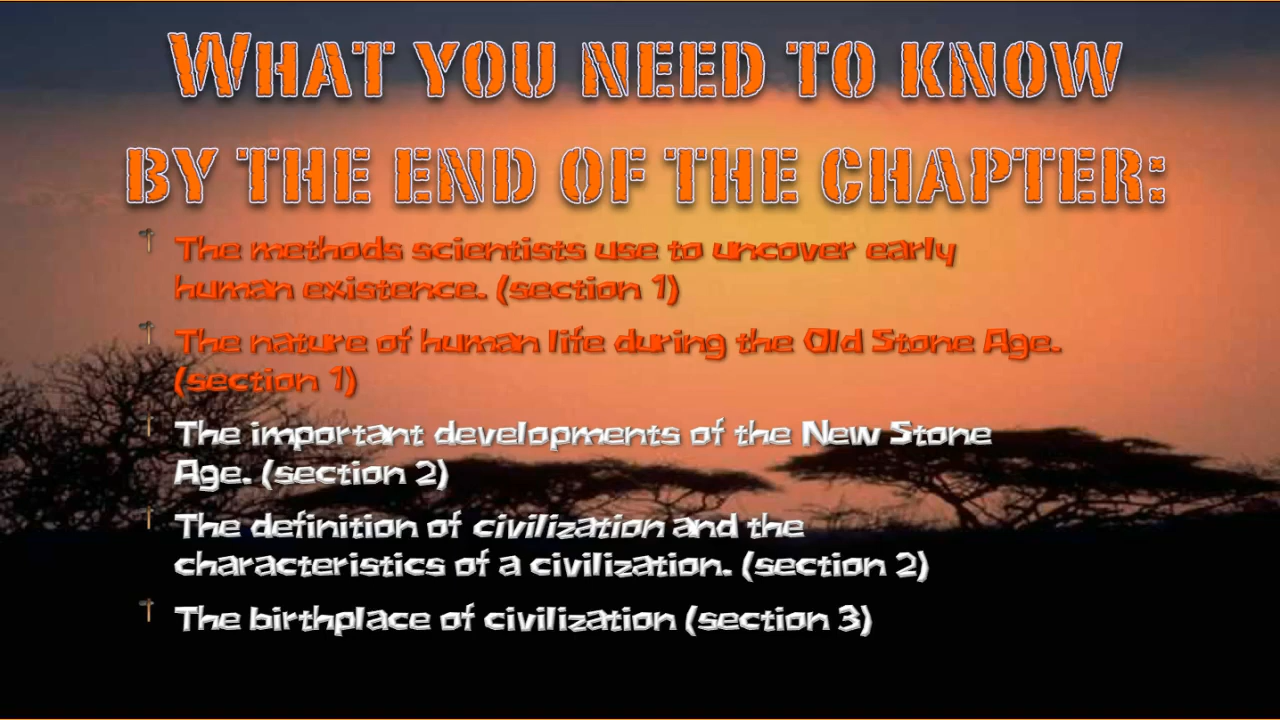 What you need to know
by the end of the chapter:
The methods scientists use to uncover early
human existence. (section 1)
The nature of human life during the Old Stone Age.
(section 1)
The important developments of the New Stone
Age. (section 2)
The definition of civilization and the
characteristics of a civilization. (section 2)
The birthplace of civilization (section 3)